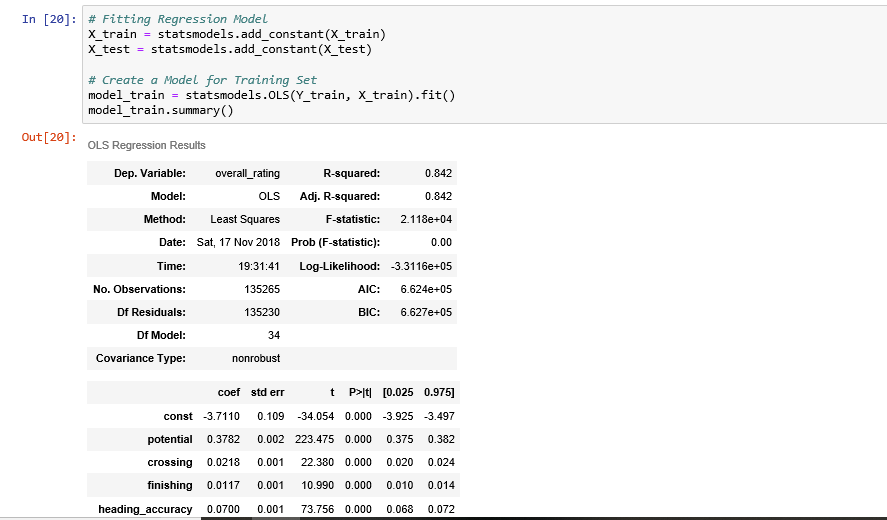 In [20]: # Fitting Regression Model
X_train = statsmodels.add_constant(X_train)
X_test = statsmodels.add_constant(X_test)
# Create a Model for Training Set
model_train = statsmodels.OLS(Y_train, X_train).fit()
model_train.summary()
Out[20]:
OLS Regression Results
Dep. Variable: overall_rating R-squared: 0.842
Model: OLS Adj. R-squared: 0.842
Method: Least Squares F-statistic: 2.118e+04
Date: Sat, 17 Nov 2018 Prob (F-statistic): 0.00
Time: 19:31:41 Log-Likelihood: -3.3116e+05
No. Observations: 135265 AIC: 6.624e+05
Df Residuals: 135230 BIC: 6.627e+05
Df Model: 34
Covariance Type: nonrobust
coef std err t P>|t| [0.025 0.975]
const -3.7110 0.109 -34.054 0.000 -3.925 -3.497
potential 0.3782 0.002 223.475 0.000 0.375 0.382
crossing 0.0218 0.001 22.380 0.000 0.020 0.024
finishing 0.0117 0.001 10.990 0.000 0.010 0.014
heading_accuracy 0.0700 0.001 73.756 0.000 0.068 0.072